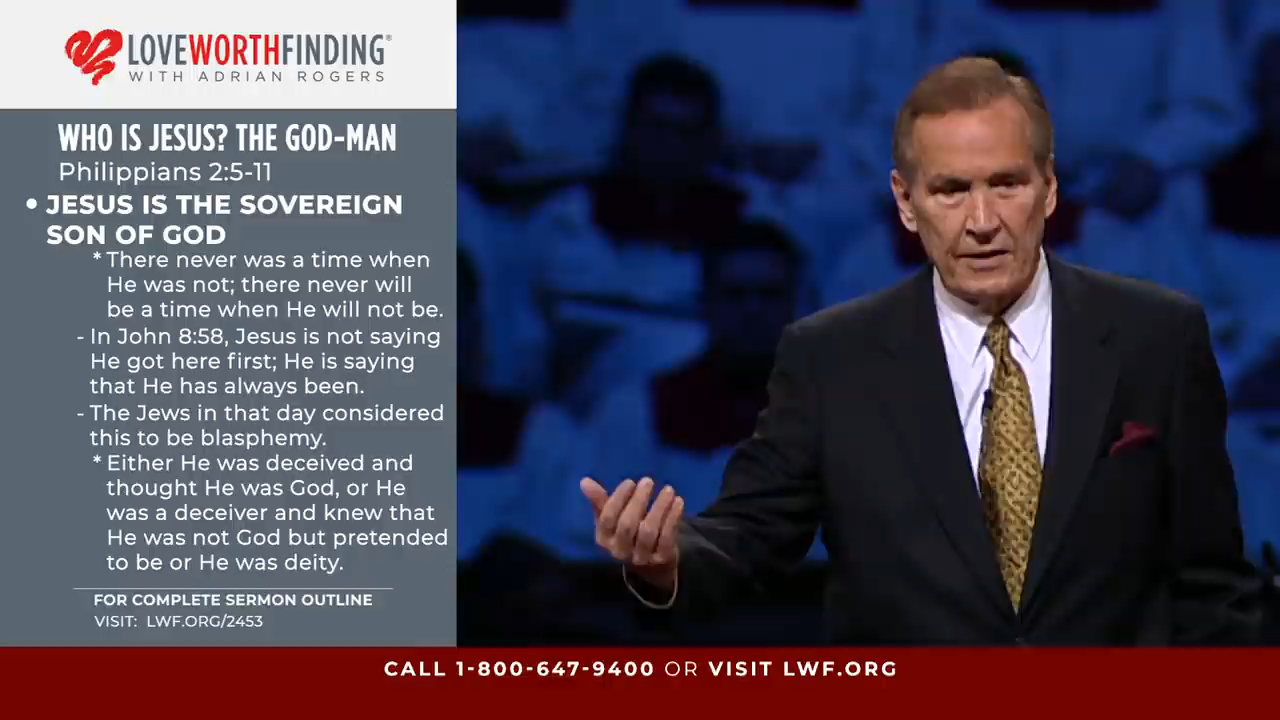 LOVEWORTHFINDING®
WITH ADRIAN ROGERS
WHO IS JESUS? THE GOD-MAN
Philippians 2:5-11
• JESUS IS THE SOVEREIGN
SON OF GOD
* There never was a time when
He was not; there never will
be a time when He will not be.
- In John 8:58, Jesus is not saying
He got here first; He is saying
that He has always been.
- The Jews in that day considered
this to be blasphemy.
* Either He was deceived and
thought He was God, or He
was a deceiver and knew that
He was not God but pretended
to be or He was deity.
FOR COMPLETE SERMON OUTLINE
VISIT: LWF.ORG/2453
CALL 1-800-647-9400 OR VISIT LWF.ORG